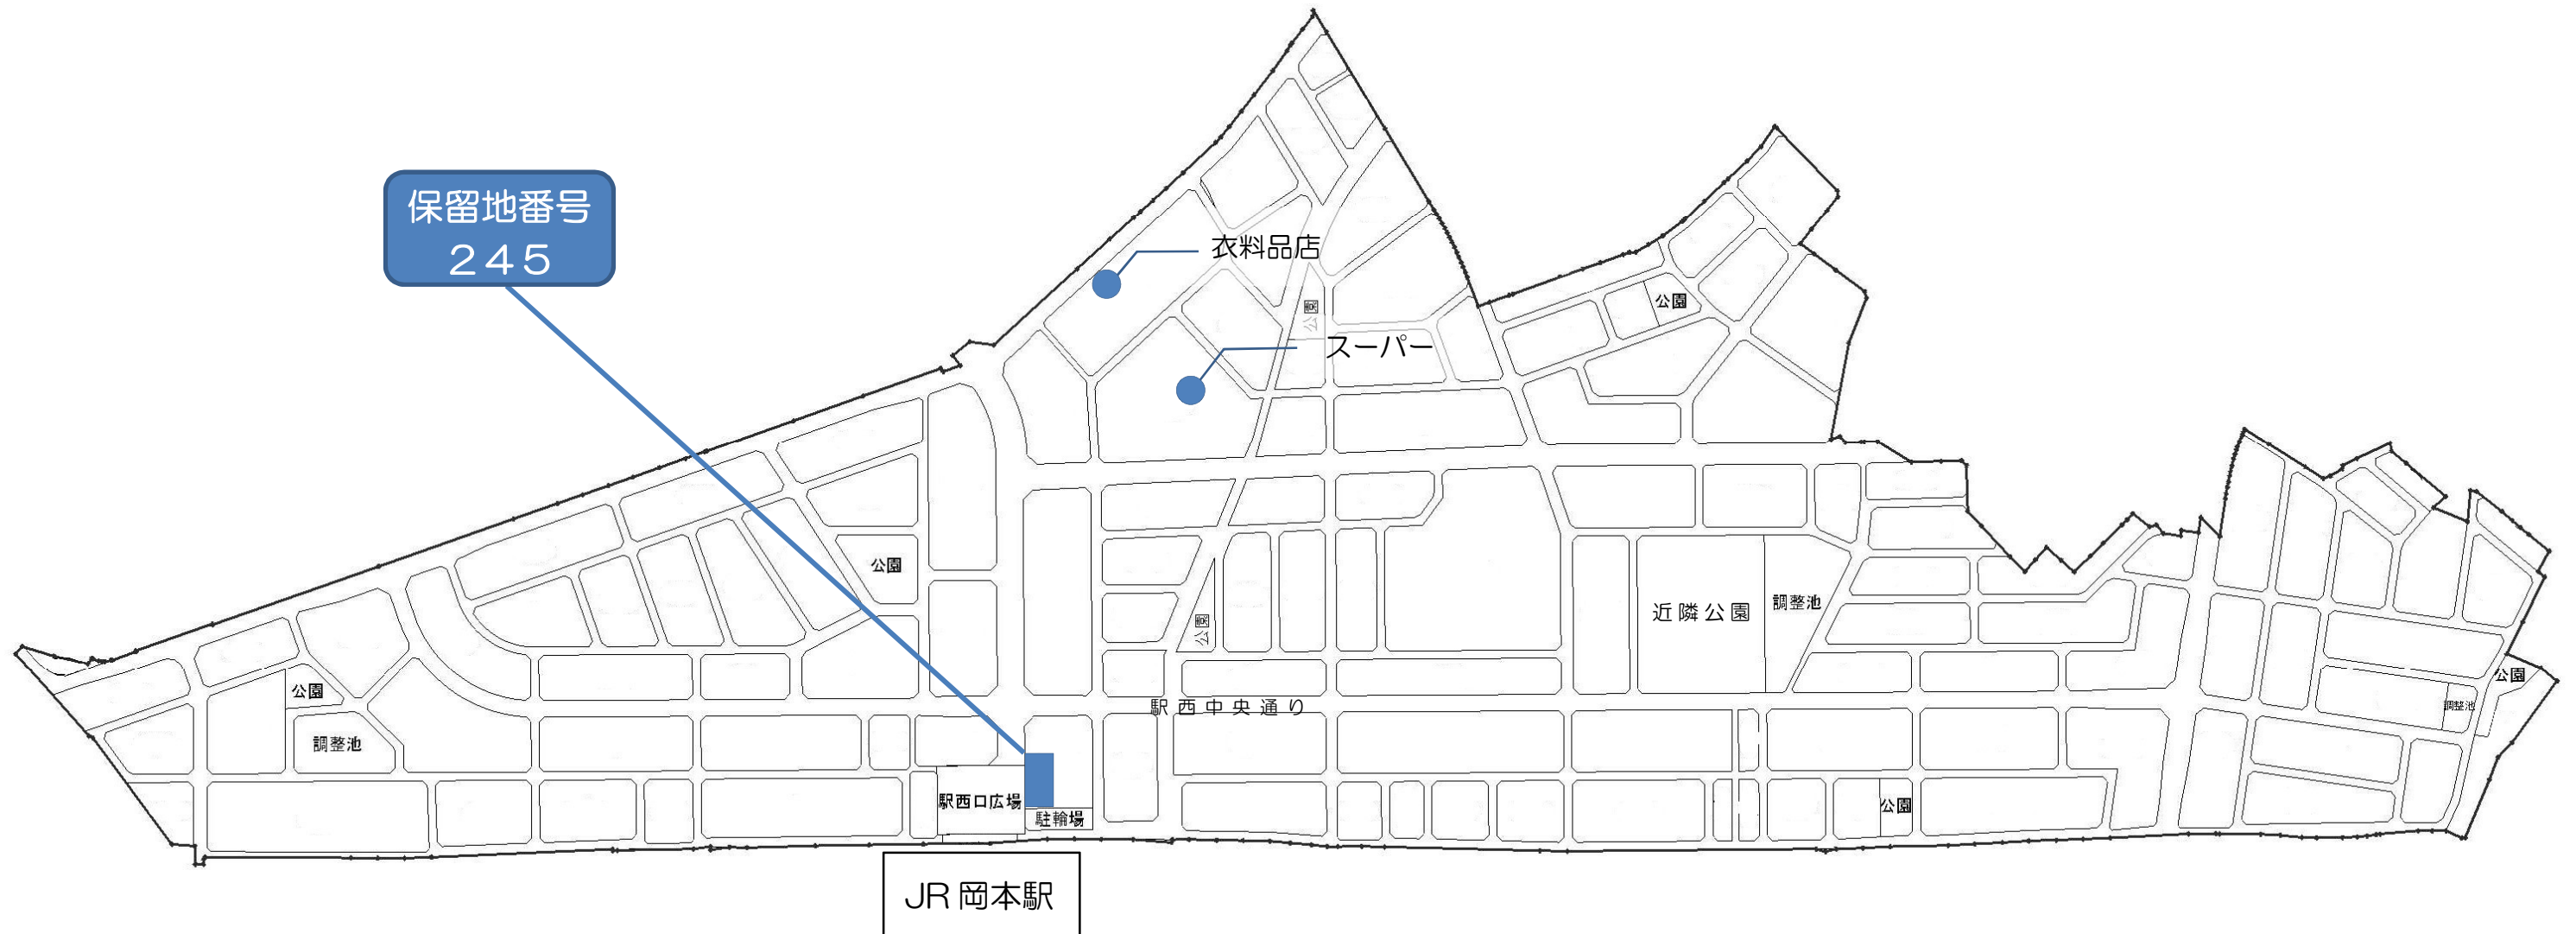 保留地番号
２４５
衣料品店
公園
公園
スーパー
公園
近隣公園
調整池
公園
公園
公園
駅西中央通り
調整池
調整池
駅西口広場
公園
駐輪場
JR 岡本駅